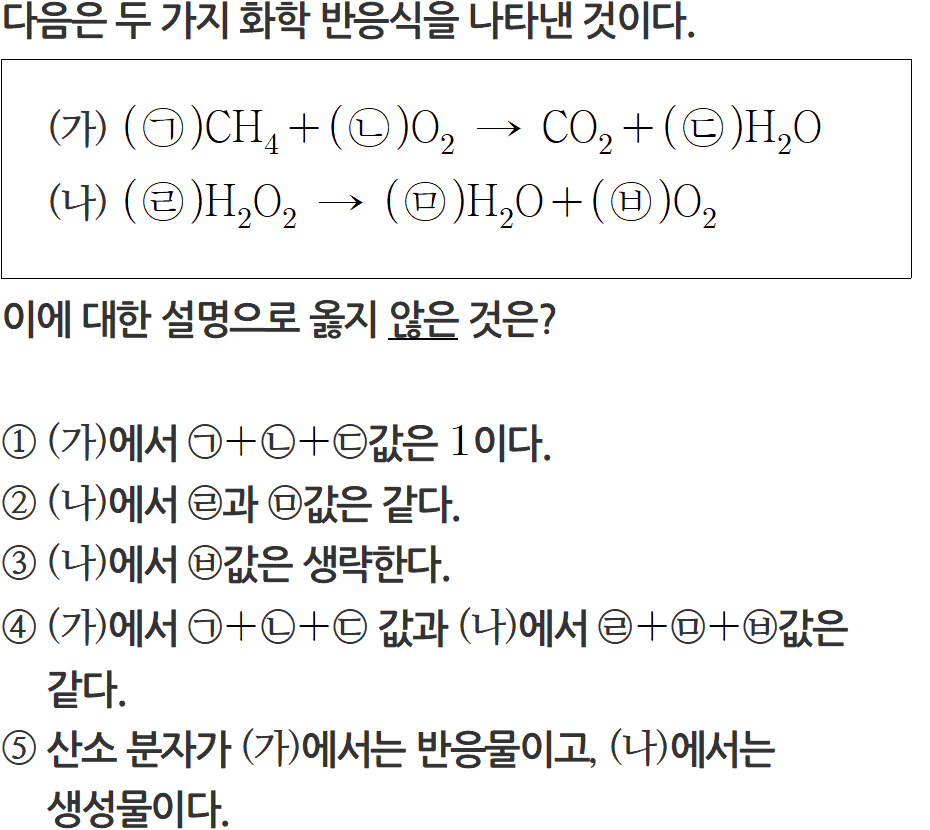 다음은 두 가지 화학 반응식을 나타낸 것이다.
(가) (㉠)CH₄+(㉡)O₂ → CO₂+(㉢)H₂O
(나) (㉣)H₂O₂ → (㉤)H₂O+(㉥)O₂
이에 대한 설명으로 옳지 않은 것은?
① (가)에서 ㉠+㉡+㉢값은 1이다.
② (나)에서 ㉣과 ㉤값은 같다.
③ (나)에서 ㉥값은 생략한다.
④ (가)에서 ㉠+㉡+㉢ 값과 (나)에서 ㉣+㉤+㉥값은
같다.
⑤ 산소 분자가 (가)에서는 반응물이고, (나)에서는
생성물이다.